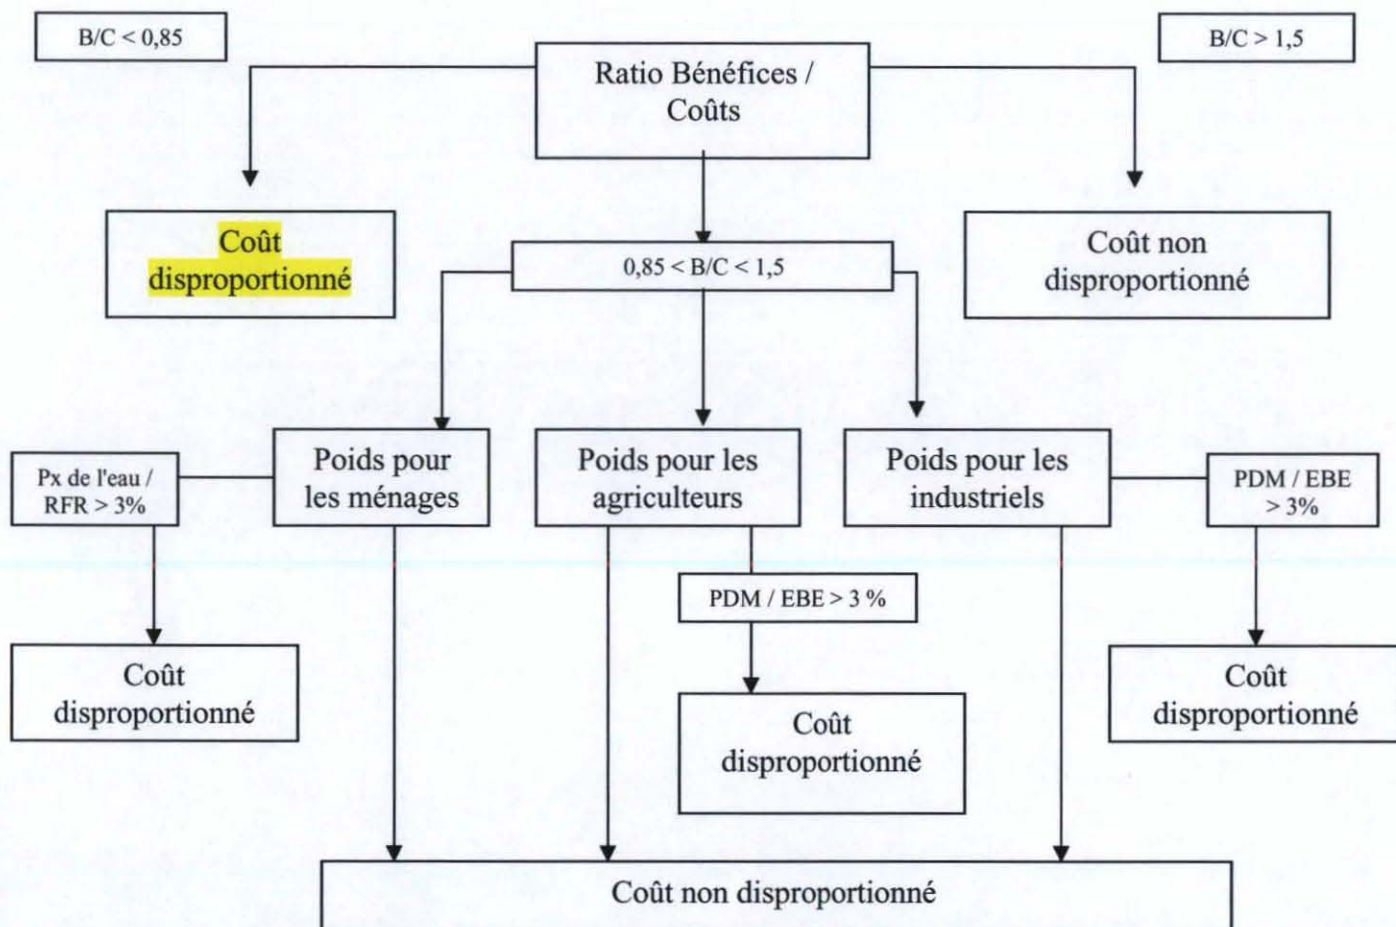 B/C < 0,85
B/C > 1,5
Ratio Bénéfices /
Coûts
Coût
disproportionné
Coût non
disproportionné
0,85 < B/C < 1,5
Px de l'eau /
RFR > 3%
Poids pour
les ménages
Poids pour les
agriculteurs
Poids pour les
industriels
PDM / EBE
> 3%
PDM / EBE > 3 %
Coût
disproportionné
Coût
disproportionné
Coût
disproportionné
Coût non disproportionné